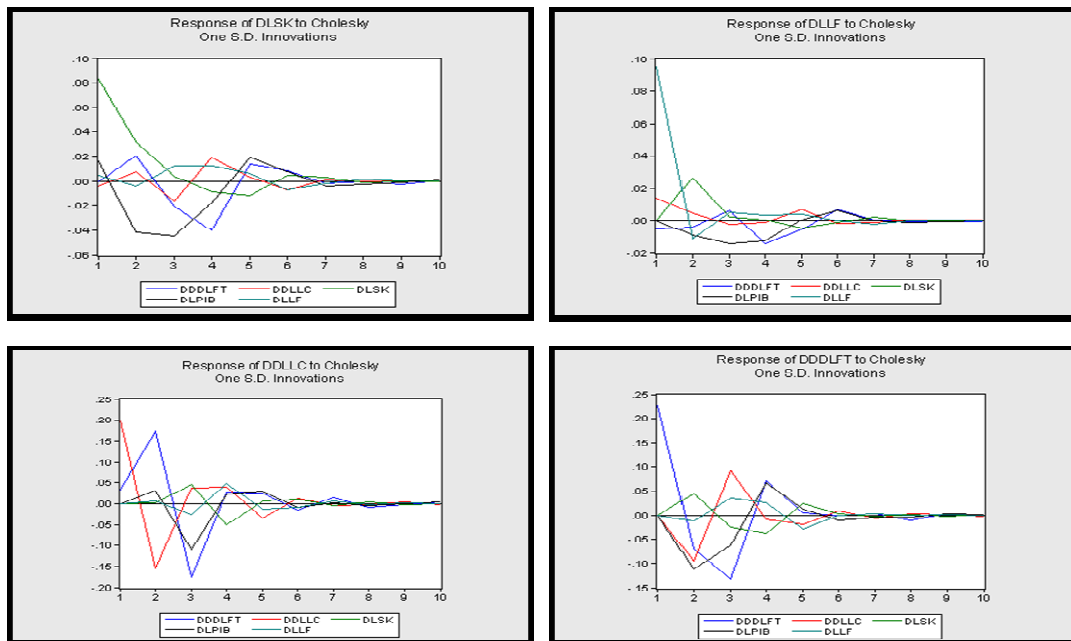 Response of DLSK to Cholesky
One S.D. Innovations
.10
.08
.06
.04
.02
.00
-.02
-.04
-.06
1 2 3 4 5 6 7 8 9 10
DDDLFT DDLLC DLSK
DLPIB DLLF
Response of DLLF to Cholesky
One S.D. Innovations
.10
.08
.06
.04
.02
.00
-.02
1 2 3 4 5 6 7 8 9 10
DDDLFT DDLLC DLSK
DLPIB DLLF
Response of DDLLC to Cholesky
One S.D. Innovations
.25
.20
.15
.10
.05
.00
-.05
-.10
-.15
-.20
1 2 3 4 5 6 7 8 9 10
DDDLFT DDLLC DLSK
DLPIB DLLF
Response of DDDLFT to Cholesky
One S.D. Innovations
.25
.20
.15
.10
.05
.00
-.05
-.10
-.15
1 2 3 4 5 6 7 8 9 10
DDDLFT DDLLC DLSK
DLPIB DLLF